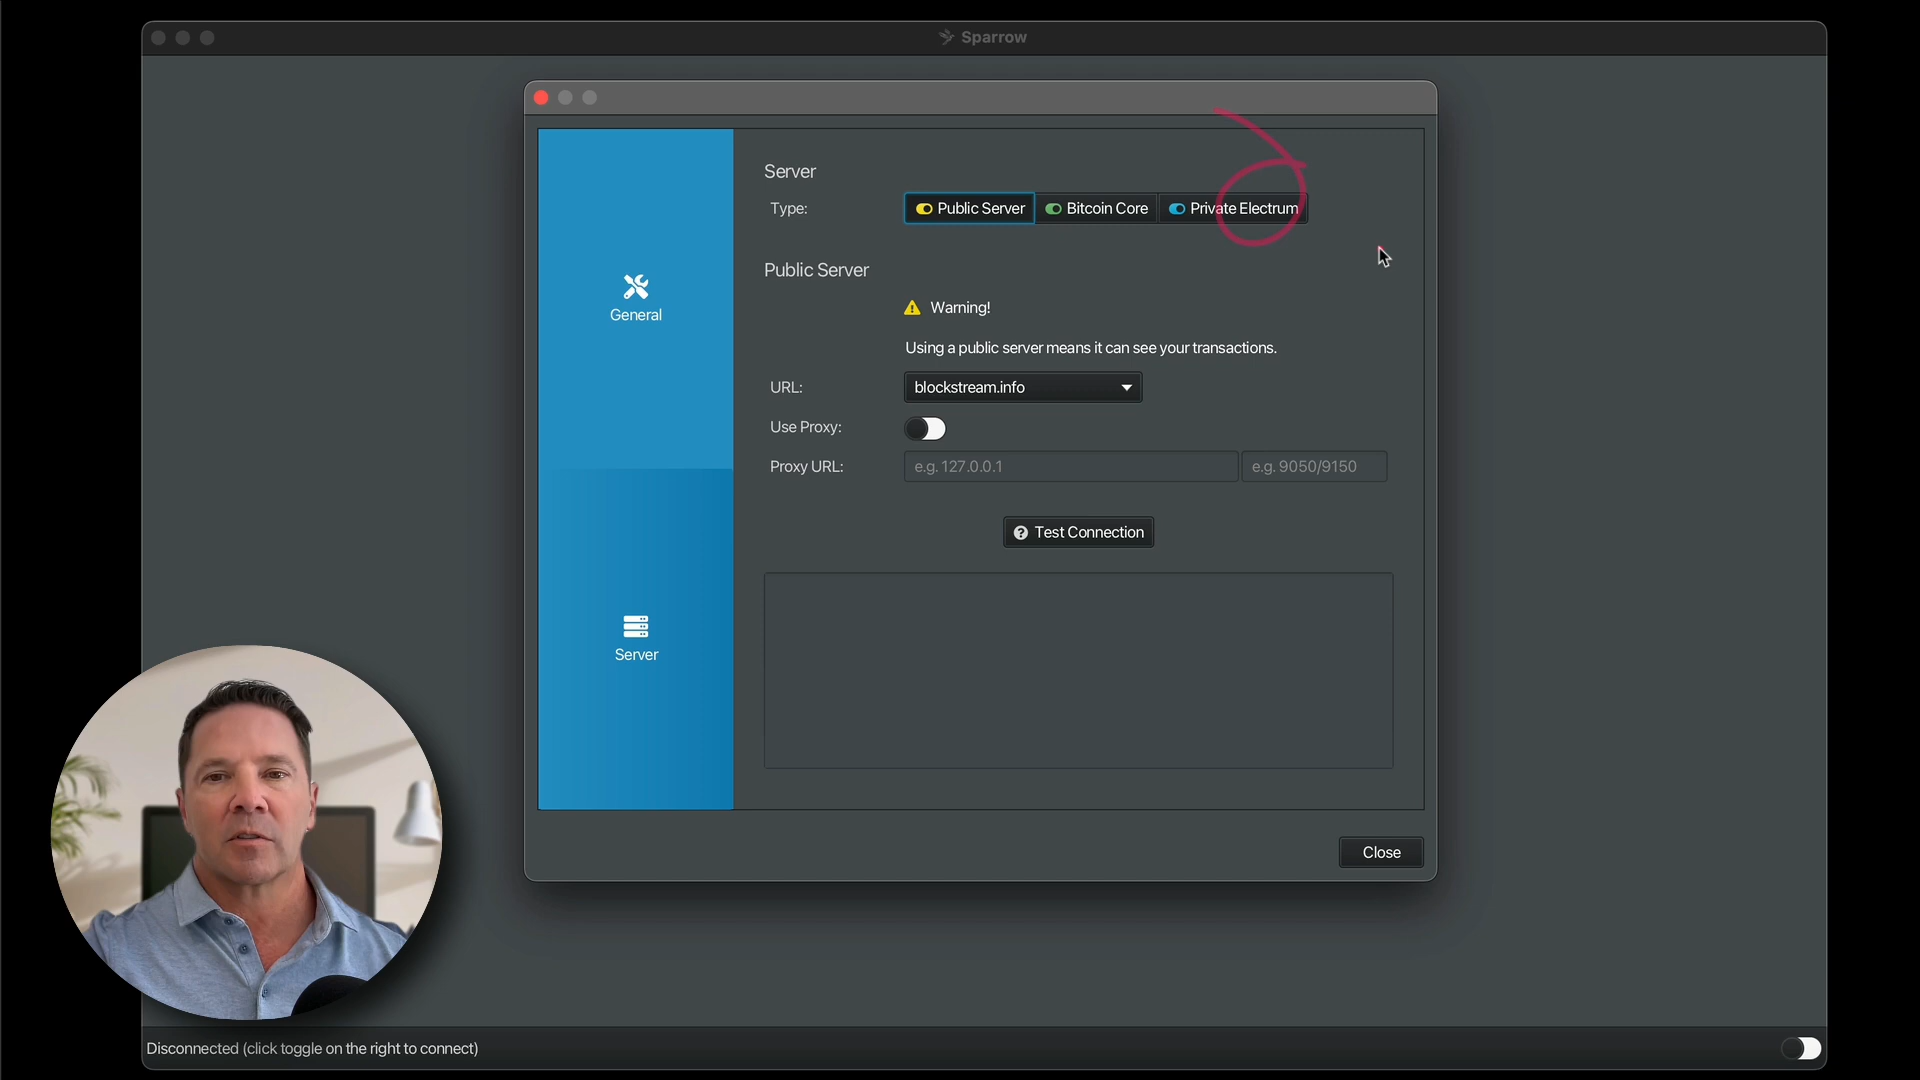 Sparrow
Server
Type:
Public Server
Bitcoin Core
Private Electrum
Public Server
Warning!
Using a public server means it can see your transactions.
URL:
blockstream.info
Use Proxy:
Proxy URL:
e.g. 127.0.0.1
e.g. 9050/9150
Test Connection
General
Server
Close
Disconnected (click toggle on the right to connect)